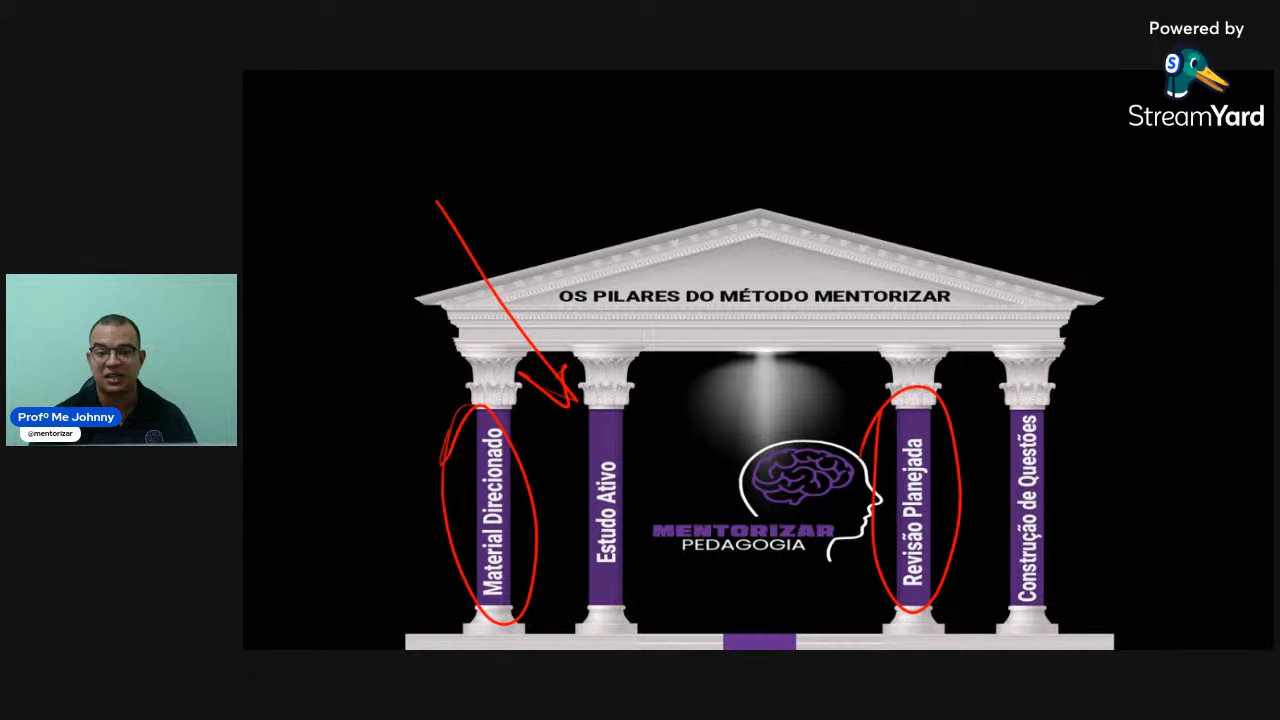 Powered by
StreamYard
OS PILARES DO MÉTODO MENTORIZAR
Material Direcionado
Estudo Ativo
MENTORIZAR
PEDAGOGIA
Revisão Planejada
Construção de Questões
Profº Me Johnny
@mentorizar